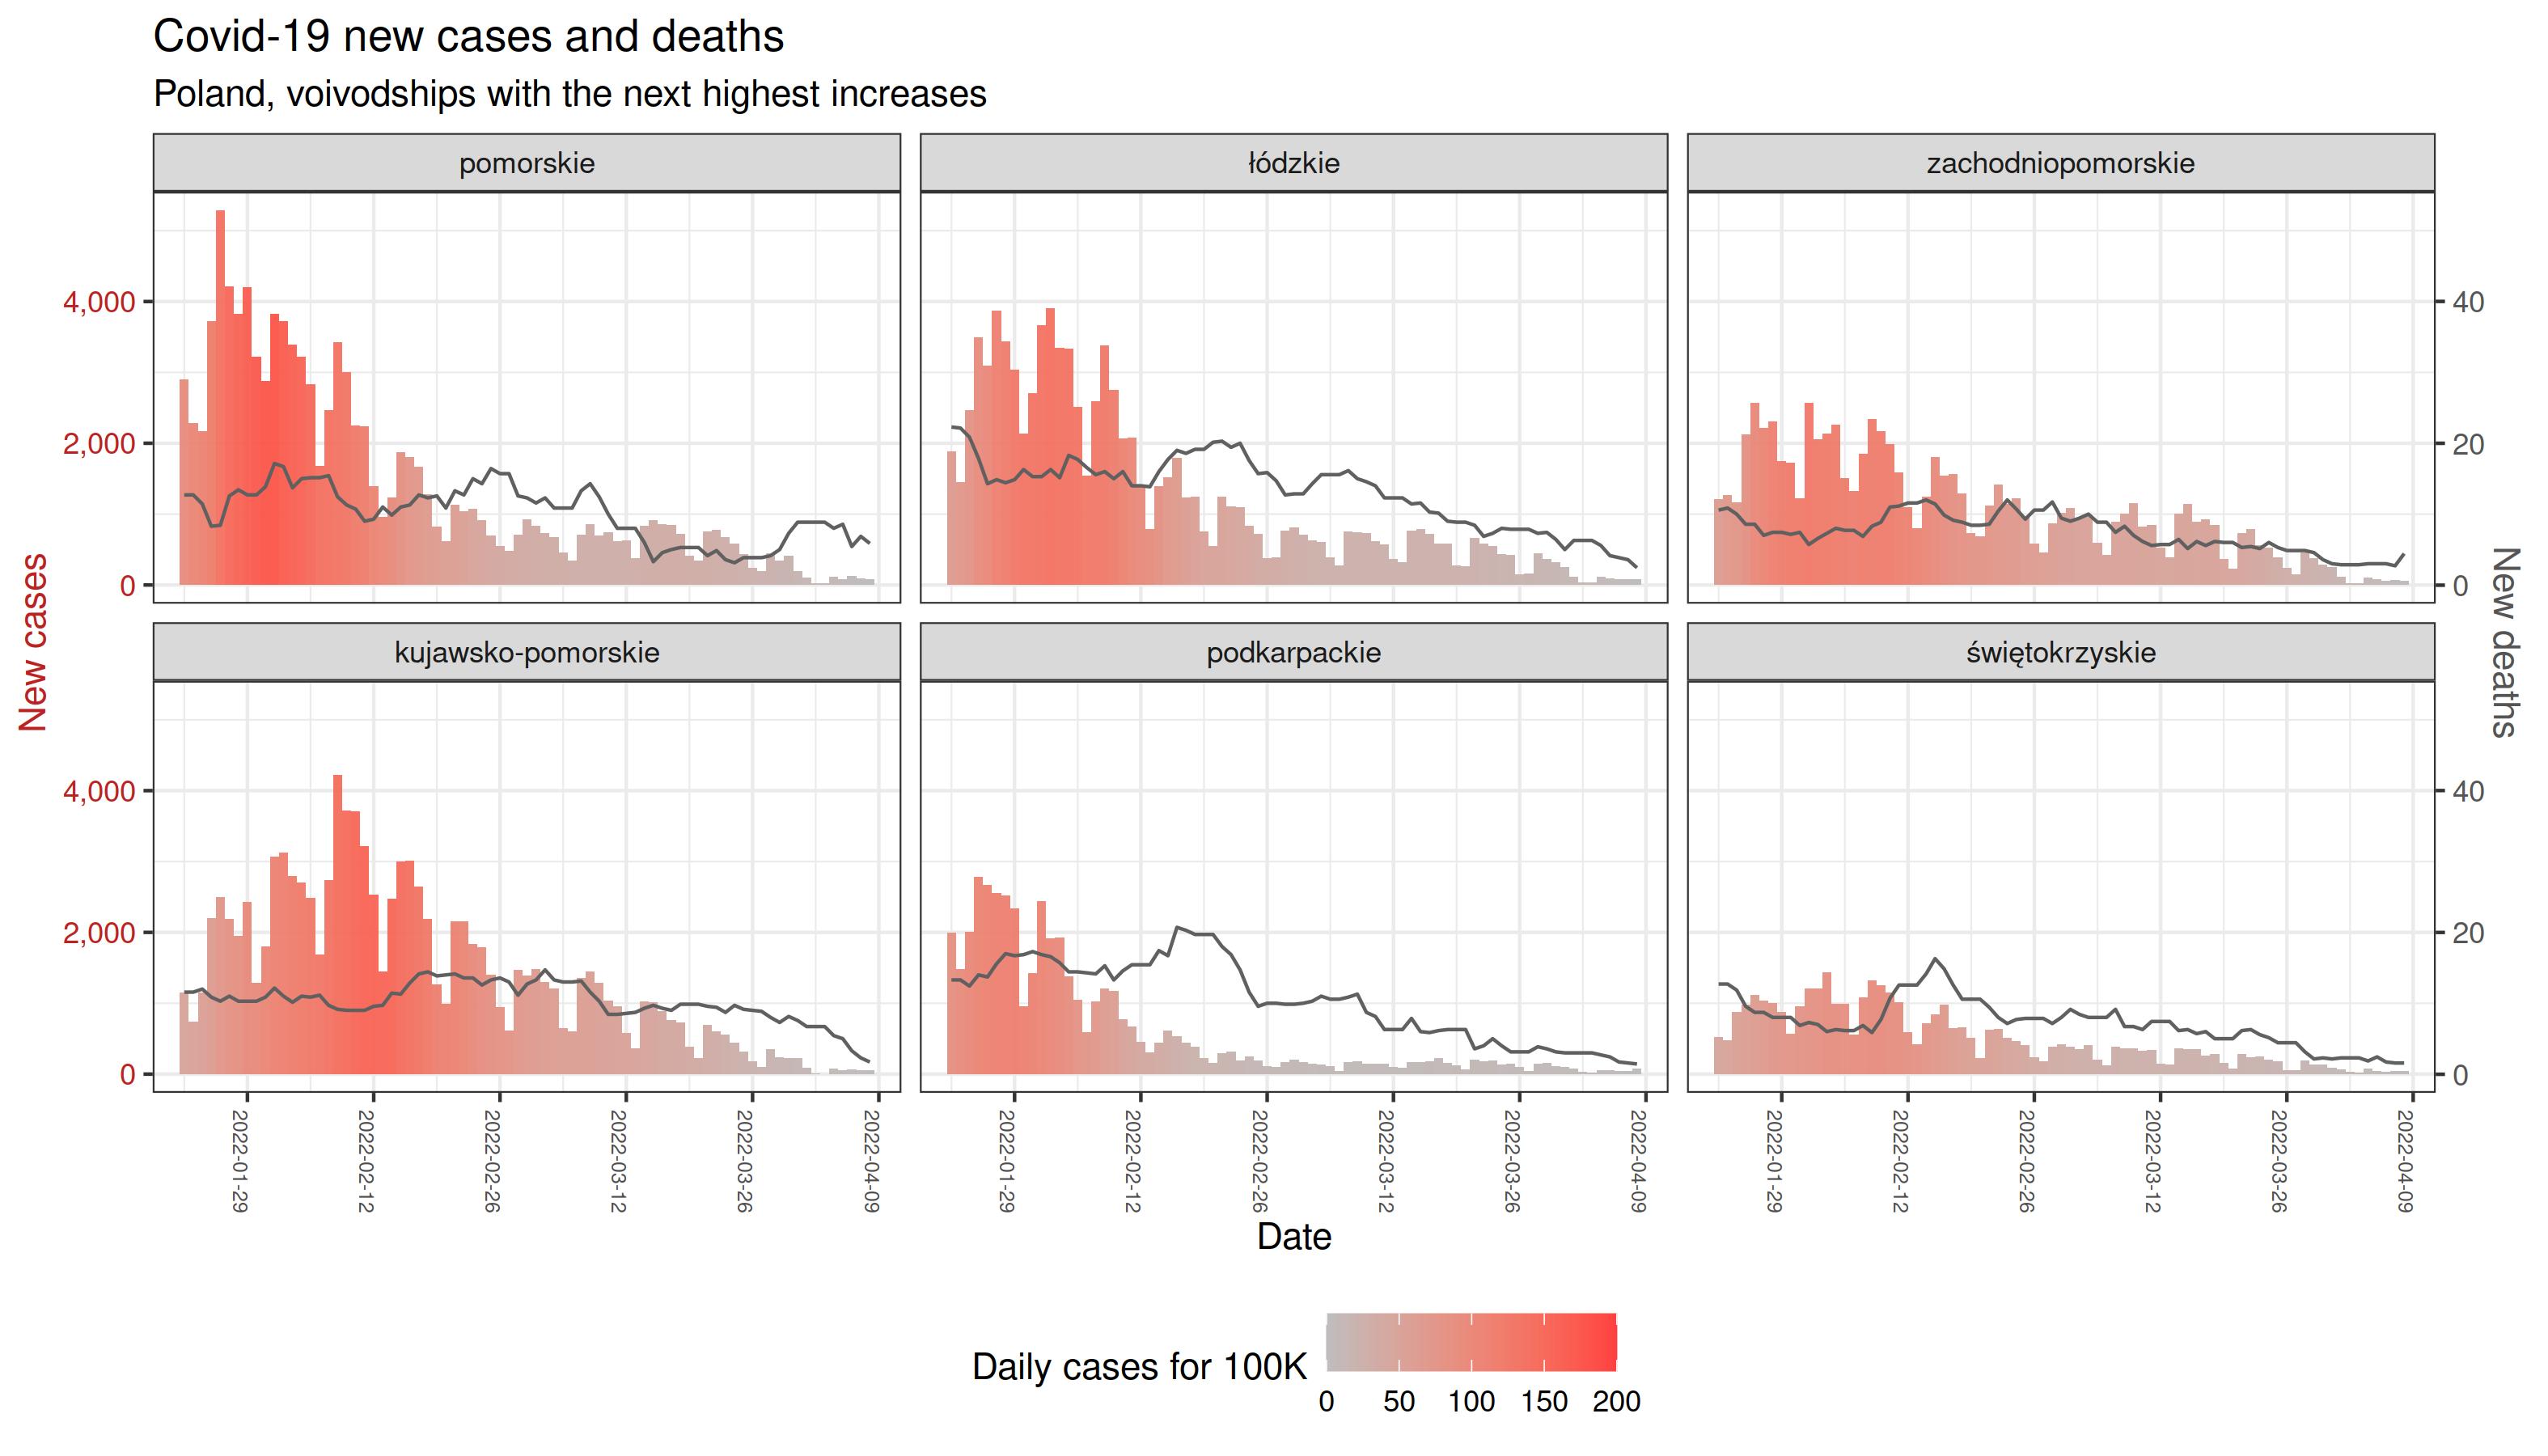 Covid-19 new cases and deaths
Poland, voivodships with the next highest increases
pomorskie
łódzkie
zachodniopomorskie
4,000
2,000
0
40
20
0
New cases
New deaths
kujawsko-pomorskie
podkarpackie
świętokrzyskie
4,000
2,000
0
40
20
0
2022-01-29
2022-02-12
2022-02-26
2022-03-12
2022-03-26
2022-04-09
2022-01-29
2022-02-12
2022-02-26
2022-03-12
2022-03-26
2022-04-09
2022-01-29
2022-02-12
2022-02-26
2022-03-12
2022-03-26
2022-04-09
Date
Daily cases for 100K
0 50 100 150 200